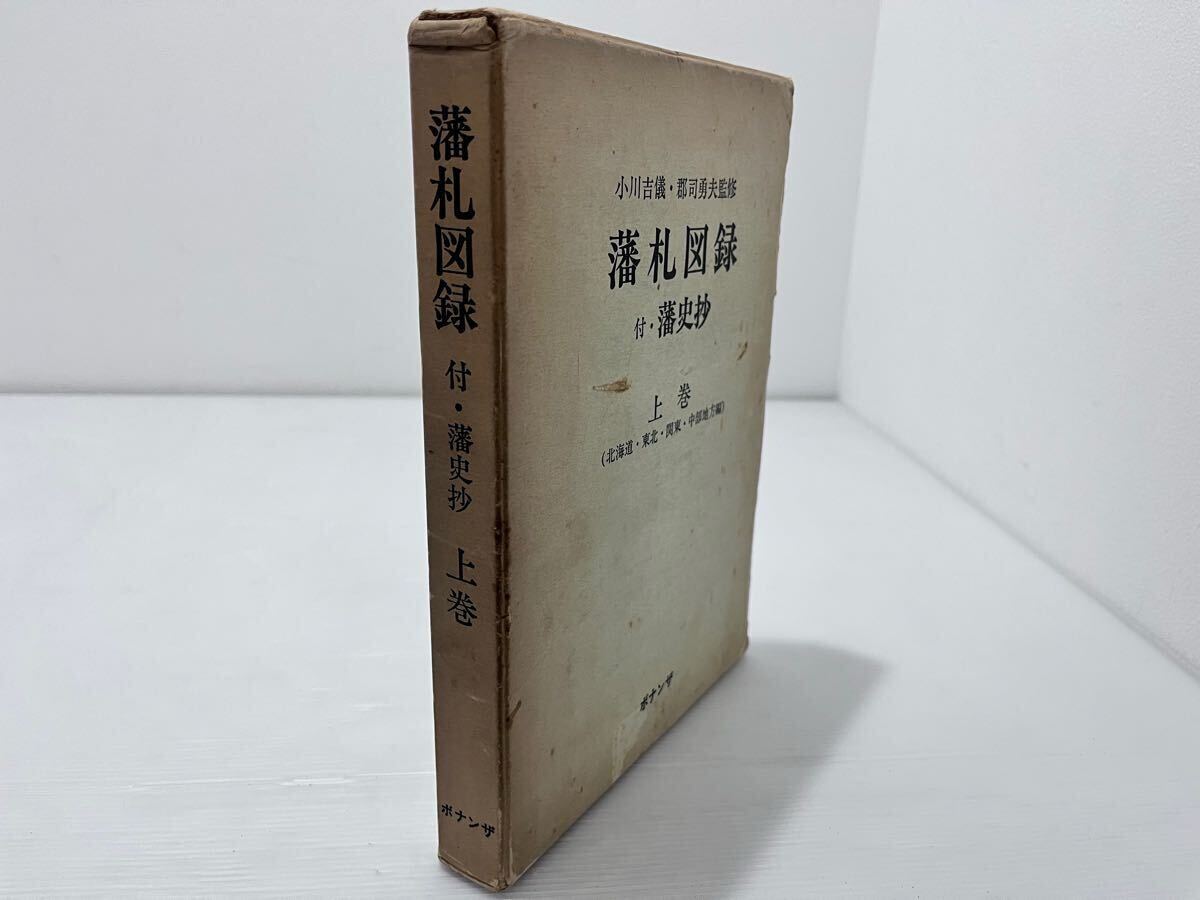 藩札図録 付・藩史抄 上巻
ボナンザ
小川吉儀・郡司勇夫監修
藩札図録
付・藩史抄
上巻
(北海道・東北・関東・中部地方編)
ボナンザ